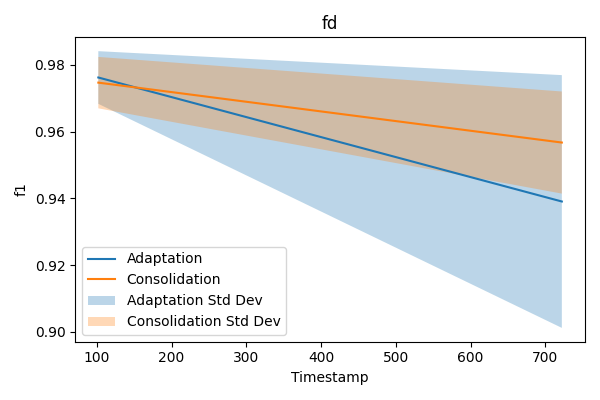 fd
f1
0.98
0.96
0.94
0.92
0.90
Adaptation
Consolidation
Adaptation Std Dev
Consolidation Std Dev
100 200 300 400 500 600 700
Timestamp